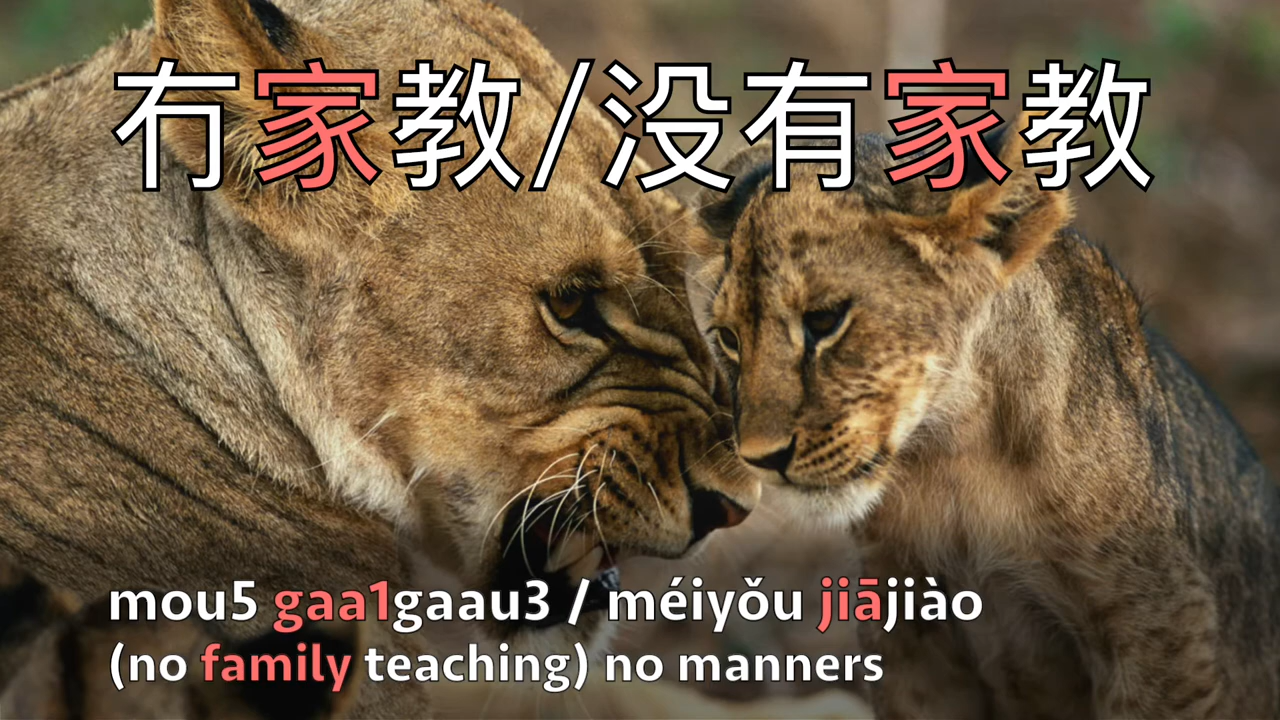 冇家教/没有家教
mou5 gaa1gaau3 / méiyǒu jiājiào
(no family teaching) no manners